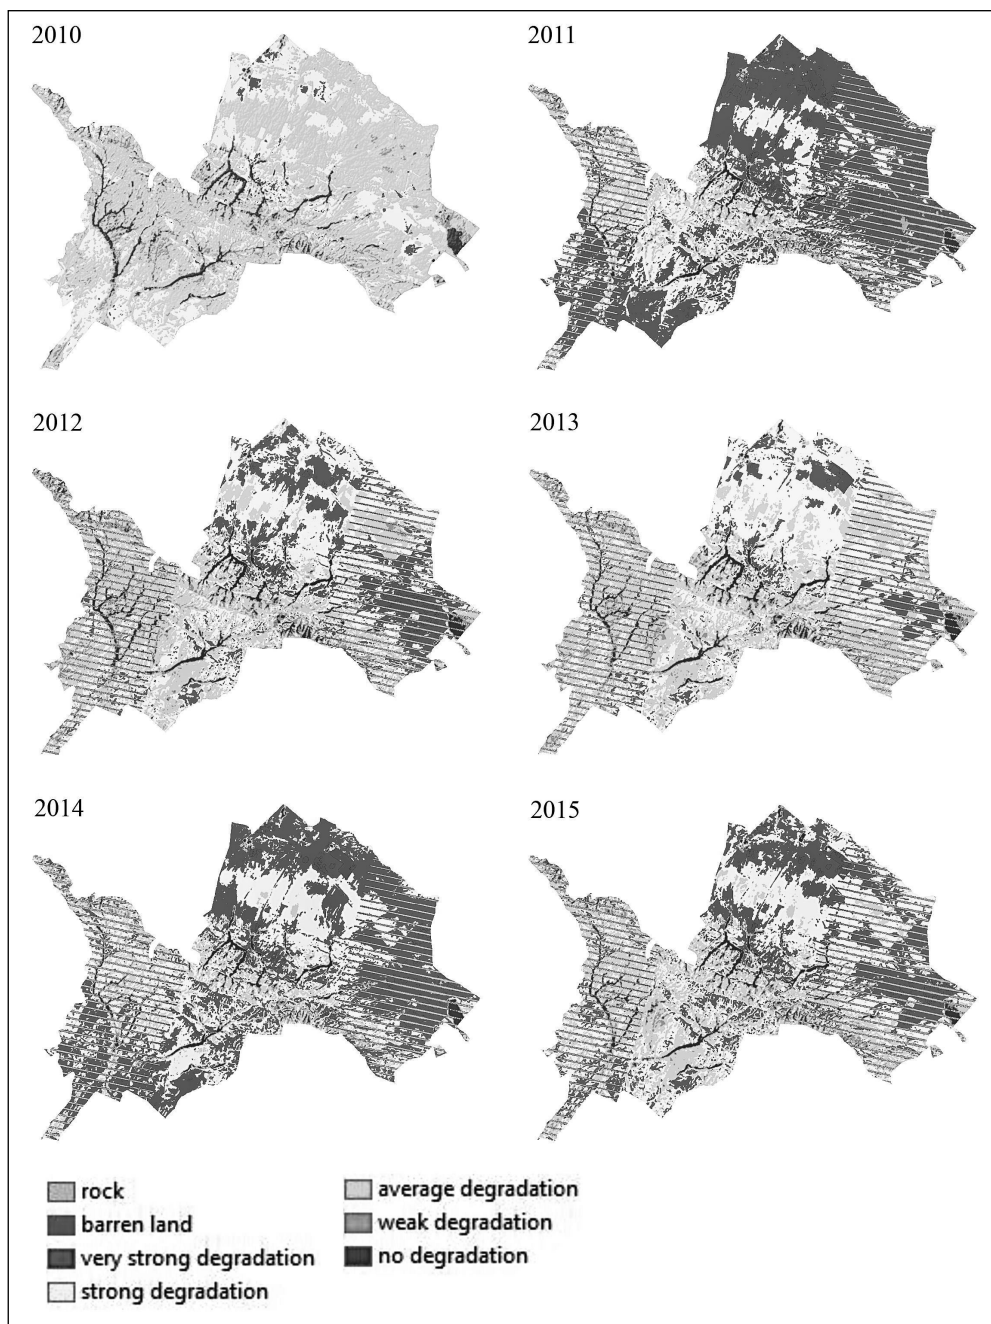 2010
2011
2012
2013
2014
2015
rock
barren land
very strong degradation
strong degradation
average degradation
weak degradation
no degradation